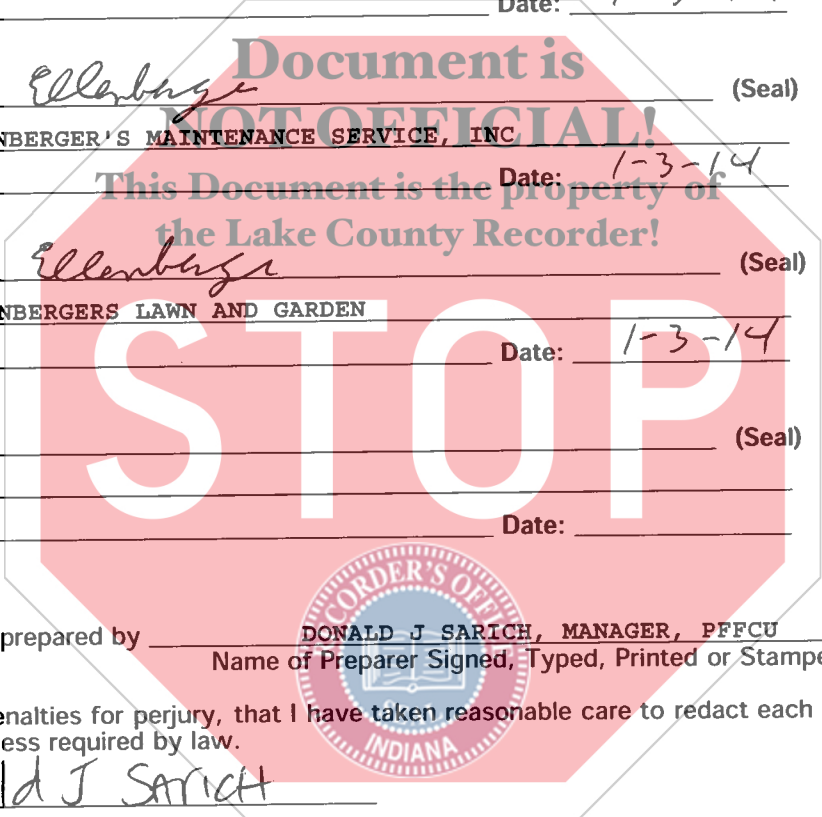 Date:
Document is
Ellenberger (Seal)
NOT OFFICIAL!
NBERGER'S MAINTENANCE SERVICE, INC
Date: 1-3-14
This Document is the property of
the Lake County Recorder!
Ellenberger (Seal)
NBERGERS LAWN AND GARDEN
STOP
Date: 1-3-14
(Seal)
Date:
RECORDER'S OFFICE
prepared by DONALD J SARICH, MANAGER, PFFCU
Name of Preparer Signed, Typed, Printed or Stampe
enalties for perjury, that I have taken reasonable care to redact each
ess required by law.
INDIANA
ld J SARICH